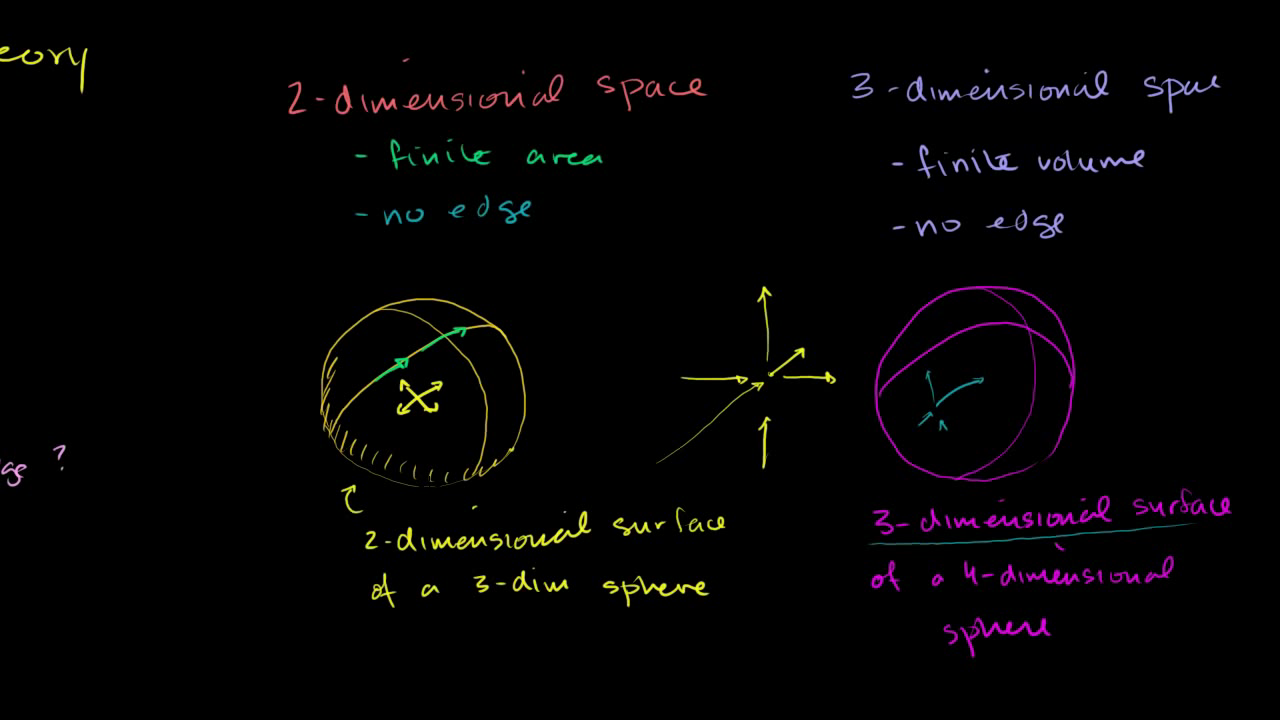 eory
2-dimensional space
- finite area
- no edge
3-dimensional space
- finite volume
- no edge
ge ?
2-dimensional surface
of a 3-dim sphere
3-dimensional surface
of a 4-dimensional
sphere